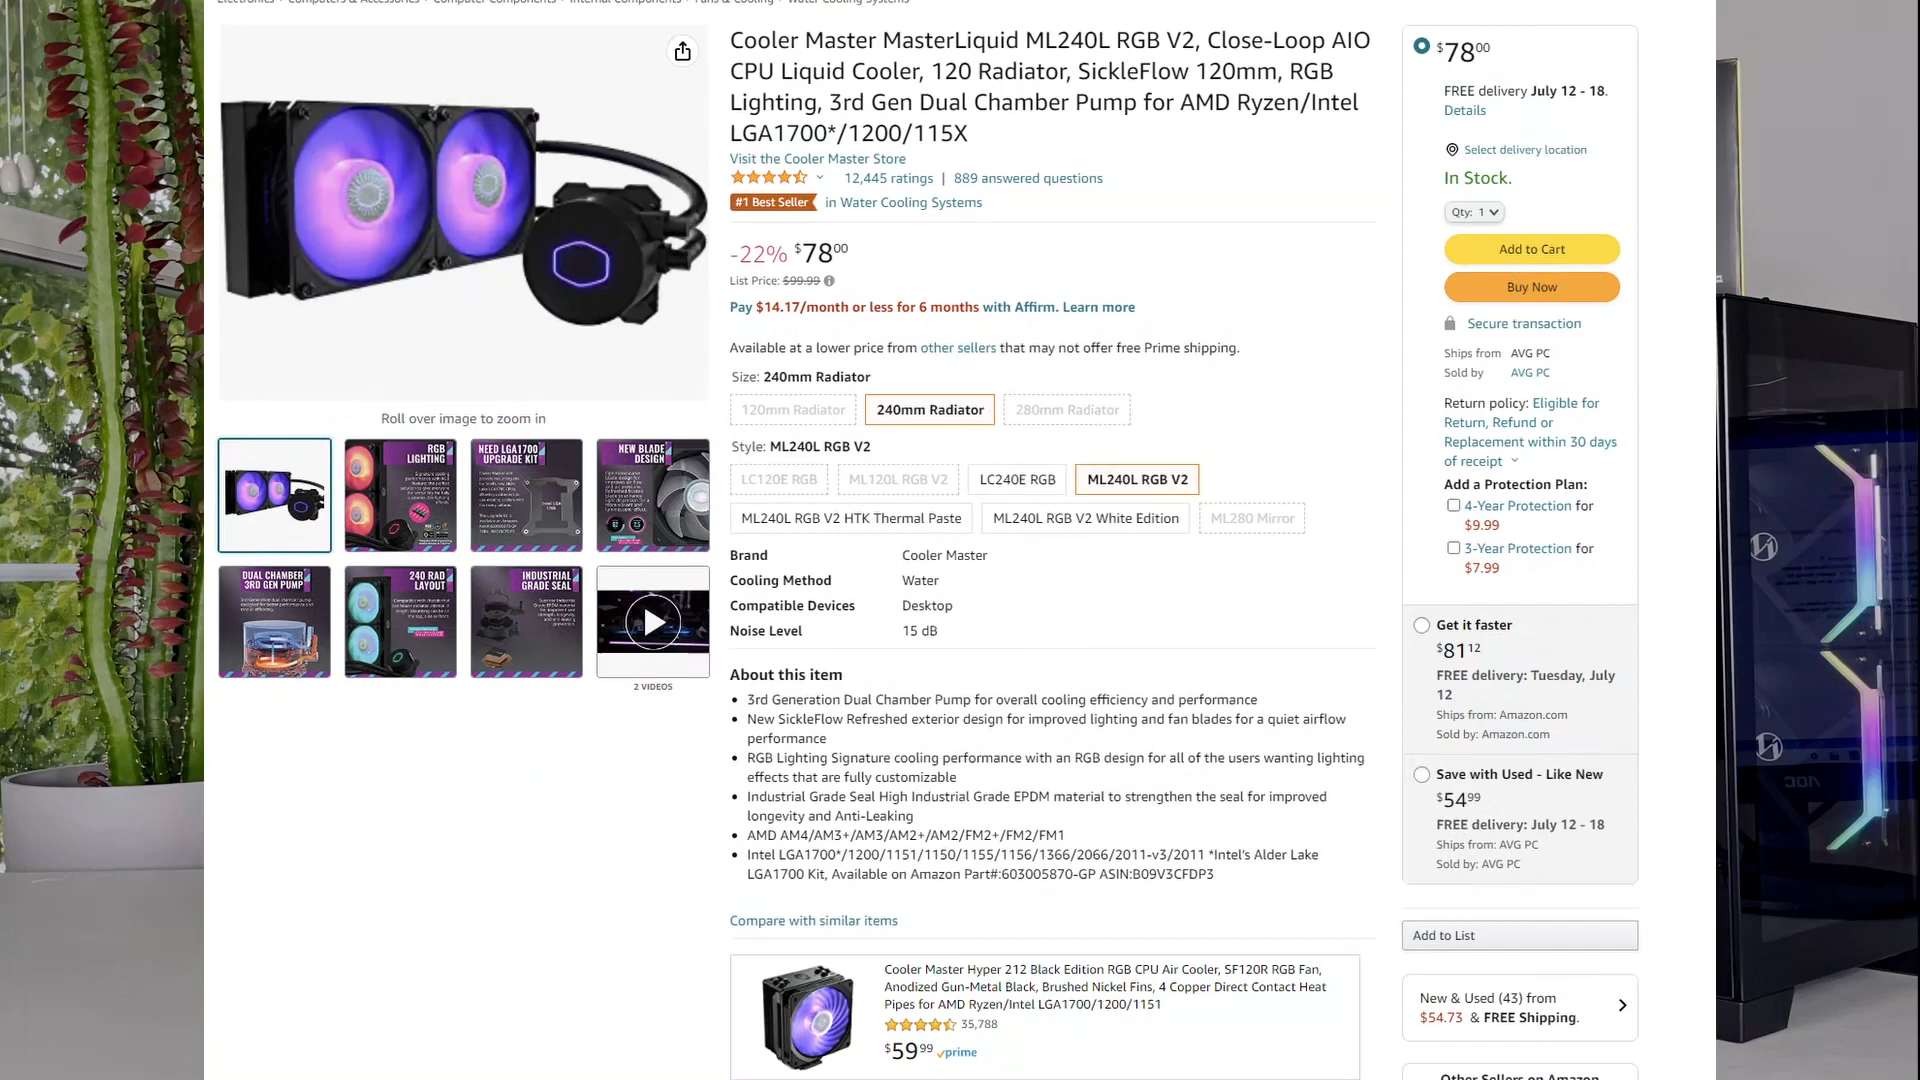 Cooler Master MasterLiquid ML240L RGB V2, Close-Loop AIO
CPU Liquid Cooler, 120 Radiator, SickleFlow 120mm, RGB
Lighting, 3rd Gen Dual Chamber Pump for AMD Ryzen/Intel
LGA1700*/1200/115X
Visit the Cooler Master Store
12,445 ratings | 889 answered questions
#1 Best Seller in Water Cooling Systems
-22% $7800
List Price: $99.99
Pay $14.17/month or less for 6 months with Affirm. Learn more
Available at a lower price from other sellers that may not offer free Prime shipping.
Size: 240mm Radiator
120mm Radiator 240mm Radiator 280mm Radiator
Style: ML240L RGB V2
LC120E RGB ML120L RGB V2 LC240E RGB ML240L RGB V2
ML240L RGB V2 HTK Thermal Paste ML240L RGB V2 White Edition ML280 Mirror
Brand Cooler Master
Cooling Method Water
Compatible Devices Desktop
Noise Level 15 dB
About this item
3rd Generation Dual Chamber Pump for overall cooling efficiency and performance
New SickleFlow Refreshed exterior design for improved lighting and fan blades for a quiet airflow
performance
RGB Lighting Signature cooling performance with an RGB design for all of the users wanting lighting
effects that are fully customizable
Industrial Grade Seal High Industrial Grade EPDM material to strengthen the seal for improved
longevity and Anti-Leaking
AMD AM4/AM3+/AM3/AM2+/AM2/FM2+/FM2/FM1
Intel LGA1700*/1200/1151/1150/1155/1156/1366/2066/2011-v3/2011 *Intel's Alder Lake
LGA1700 Kit, Available on Amazon Part#:603005870-GP ASIN:B09V3CFDP3
Compare with similar items
Cooler Master Hyper 212 Black Edition RGB CPU Air Cooler, SF120R RGB Fan,
Anodized Gun-Metal Black, Brushed Nickel Fins, 4 Copper Direct Contact Heat
Pipes for AMD Ryzen/Intel LGA1700/1200/1151
35,788
$5999 prime
Roll over image to zoom in
RGB
LIGHTING
NEED LGA1700
UPGRADE KIT
NEW BLADE
DESIGN
DUAL CHAMBER
3RD GEN PUMP
240 RAD
LAYOUT
INDUSTRIAL
GRADE SEAL
2 VIDEOS
$7800
FREE delivery July 12 - 18.
Details
Select delivery location
In Stock.
Qty: 1
Add to Cart
Buy Now
Secure transaction
Ships from AVG PC
Sold by AVG PC
Return policy: Eligible for
Return, Refund or
Replacement within 30 days
of receipt
Add a Protection Plan:
4-Year Protection for
$9.99
3-Year Protection for
$7.99
Get it faster
$8112
FREE delivery: Tuesday, July
12
Ships from: Amazon.com
Sold by: Amazon.com
Save with Used - Like New
$5499
FREE delivery: July 12 - 18
Ships from: AVG PC
Sold by: AVG PC
Add to List
New & Used (43) from
$54.73 & FREE Shipping.
Other Sellers on Amazon